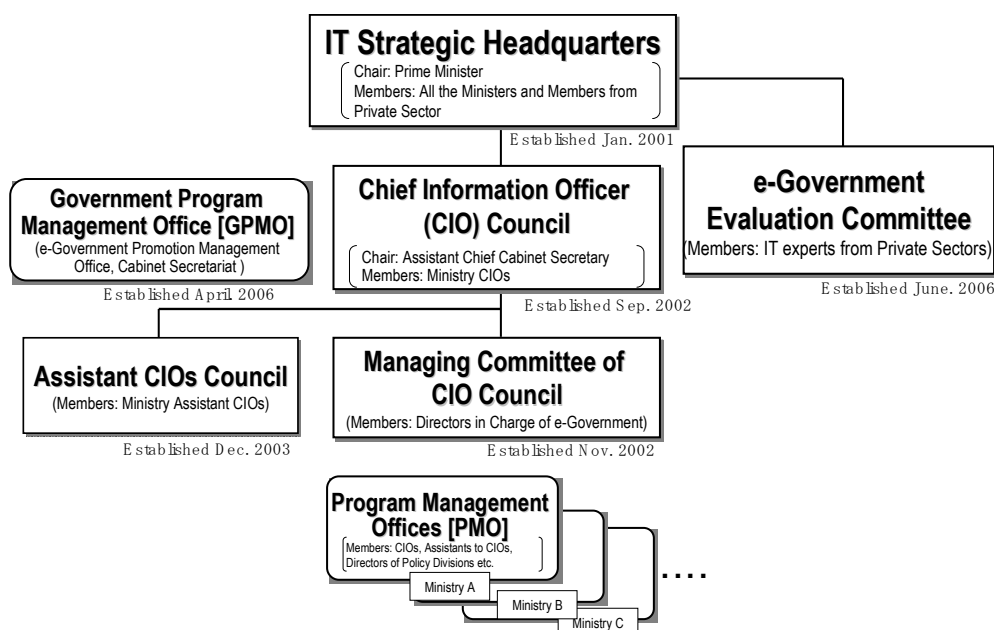 IT Strategic Headquarters
Chair: Prime Minister
Members: All the Ministers and Members from
Private Sector
Established Jan. 2001
Government Program
Management Office [GPMO]
(e-Government Promotion Management
Office, Cabinet Secretariat )
Established April. 2006
Chief Information Officer
(CIO) Council
Chair: Assistant Chief Cabinet Secretary
Members: Ministry CIOs
Established Sep. 2002
e-Government
Evaluation Committee
(Members: IT experts from Private Sectors)
Established June. 2006
Assistant CIOs Council
(Members: Ministry Assistant CIOs)
Established Dec. 2003
Managing Committee of
CIO Council
(Members: Directors in Charge of e-Government)
Established Nov. 2002
Program Management
Offices [PMO]
Members: CIOs, Assistants to CIOs,
Directors of Policy Divisions etc.
Ministry A
Ministry B
Ministry C
....